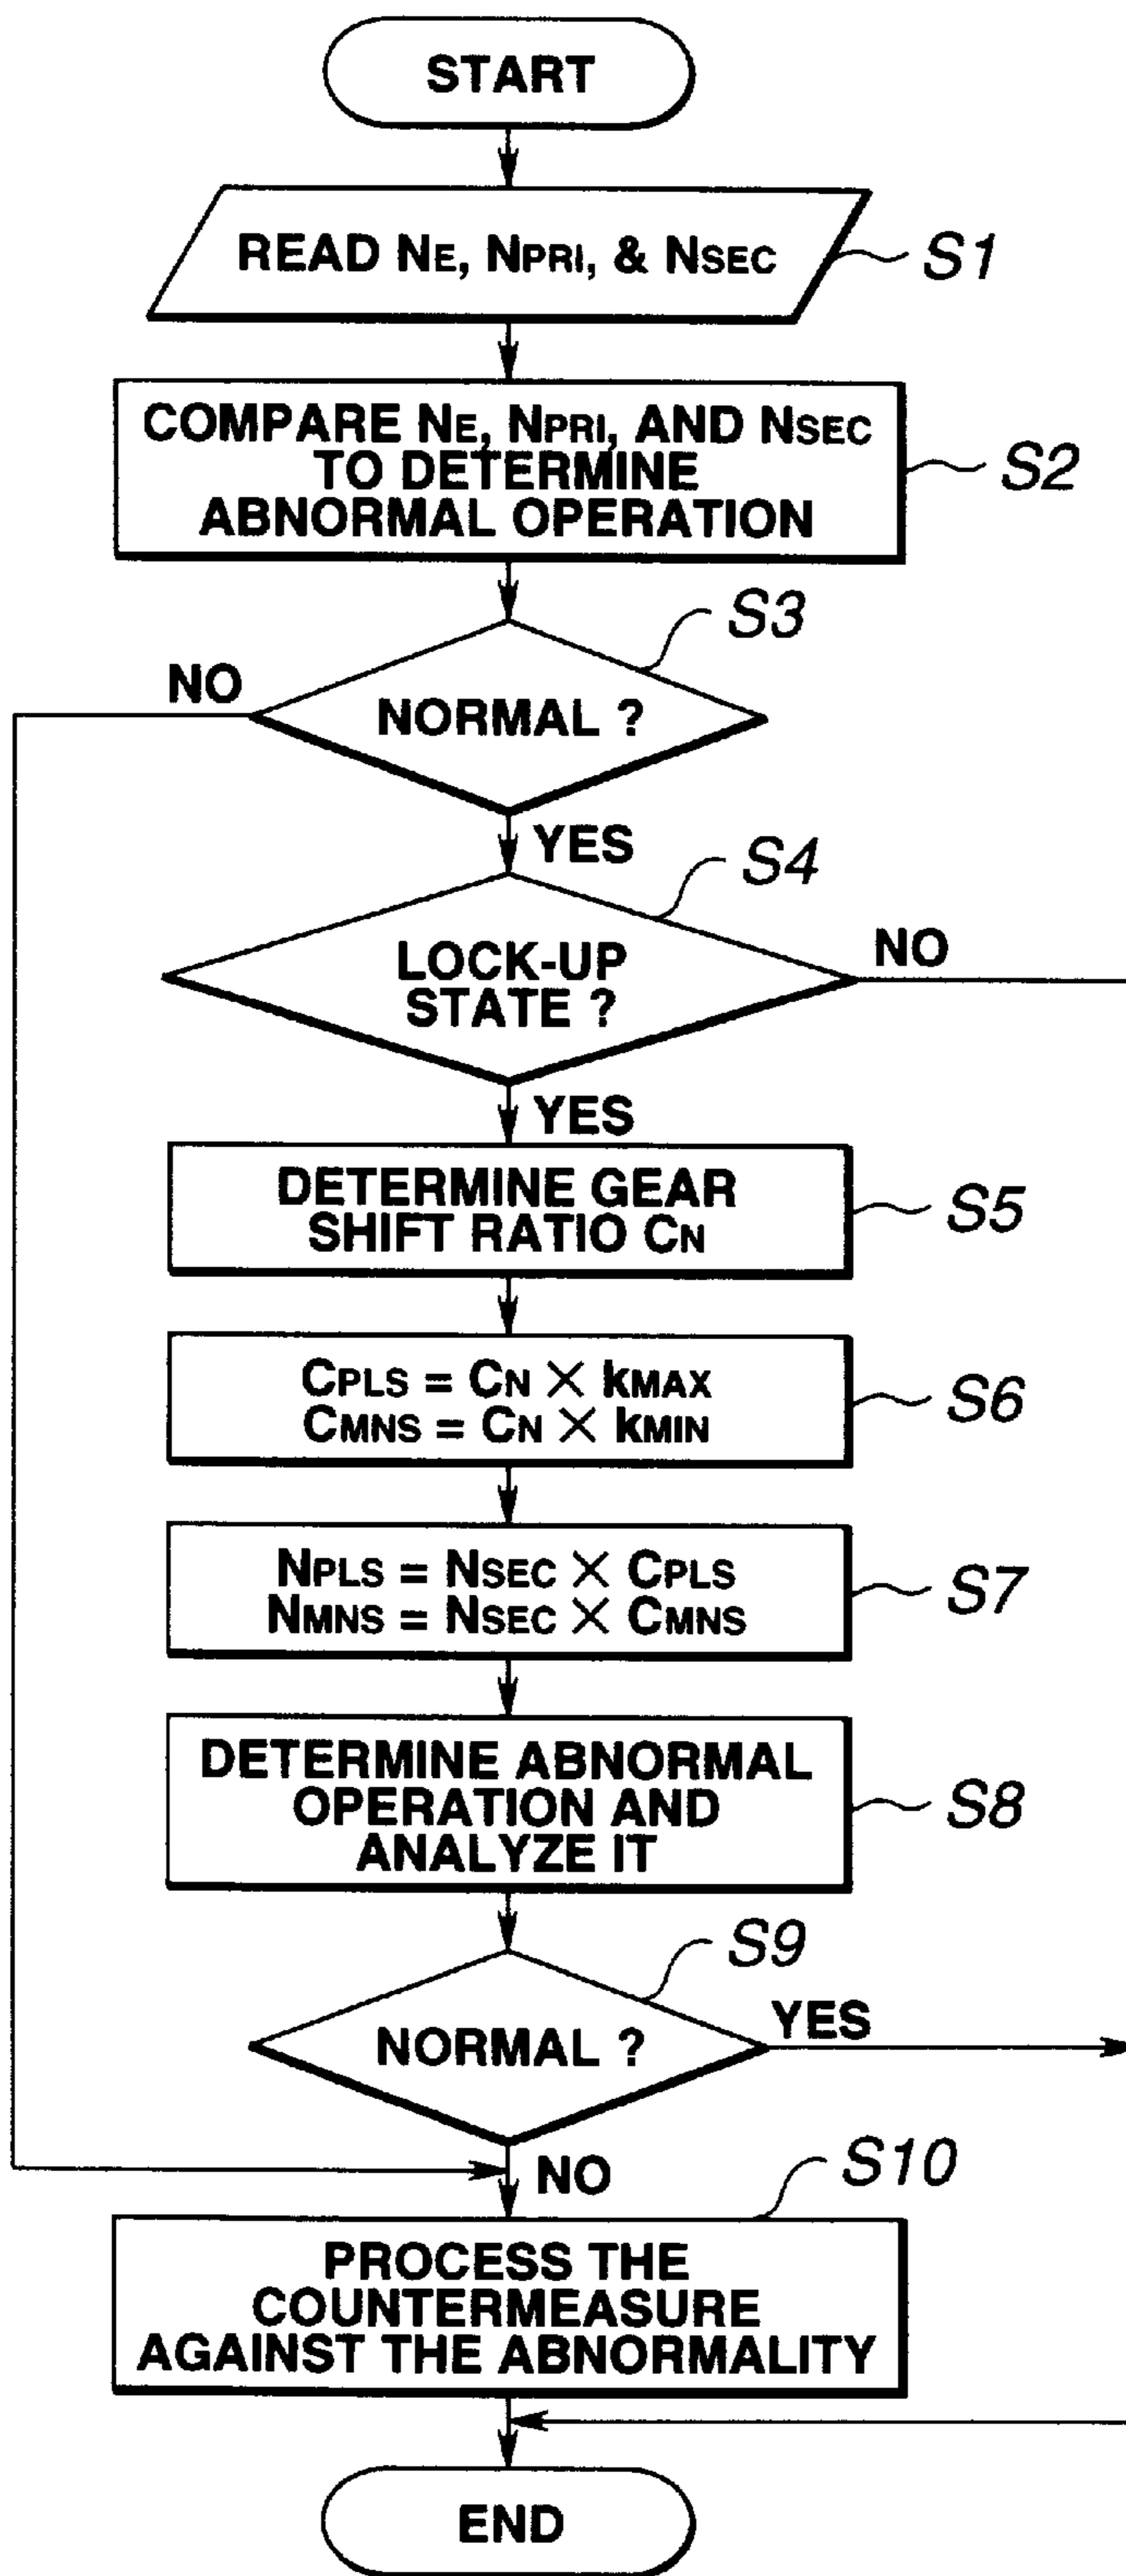 START
READ NE, NPRI, & NSEC
S1
COMPARE NE, NPRI, AND NSEC
TO DETERMINE
ABNORMAL OPERATION
S2
S3
NO
NORMAL ?
YES
S4
LOCK-UP
STATE ?
NO
YES
DETERMINE GEAR
SHIFT RATIO CN
S5
CPLS = CN × kMAX
CMNS = CN × kMIN
S6
NPLS = NSEC × CPLS
NMNS = NSEC × CMNS
S7
DETERMINE ABNORMAL
OPERATION AND
ANALYZE IT
S8
S9
NORMAL ?
YES
NO
S10
PROCESS THE
COUNTERMEASURE
AGAINST THE ABNORMALITY
END